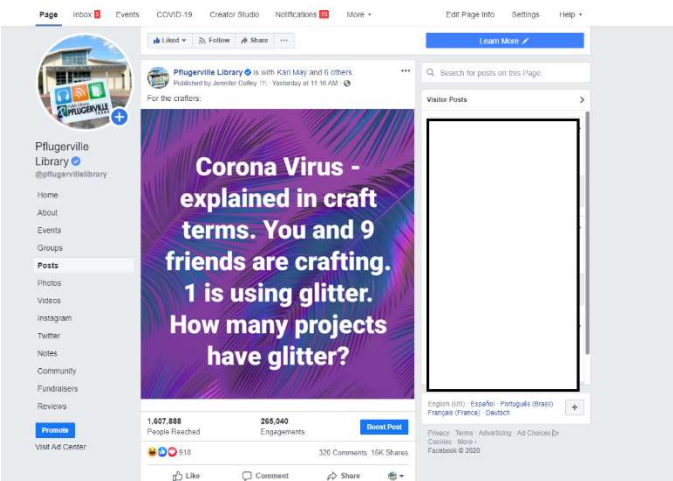 Page Inbox 5 Events COVID-19 Creator Studio Notifications More Edit Page Info Settings Help
Liked Follow Share ...
Learn More
PFLUGERVILLE
Pflugerville
Library
@pflugervillelibrary
Home
About
Events
Groups
Posts
Photos
Videos
Instagram
Twitter
Notes
Community
Fundraisers
Reviews
Promote
Visit Ad Center
Pflugerville Library is with Kari May and 6 others.
Published by Jennifer Coffey · Yesterday at 11:16 AM ·
For the crafters:
Corona Virus -
explained in craft
terms. You and 9
friends are crafting.
1 is using glitter.
How many projects
have glitter?
1,607,888 265,040
People Reached Engagements
Boost Post
918 320 Comments 16K Shares
Like Comment Share
Search for posts on this Page
Visitor Posts
English (US) · Español · Português (Brasil) ·
Français (France) · Deutsch
Privacy · Terms · Advertising · Ad Choices
Cookies · More
Facebook © 2020